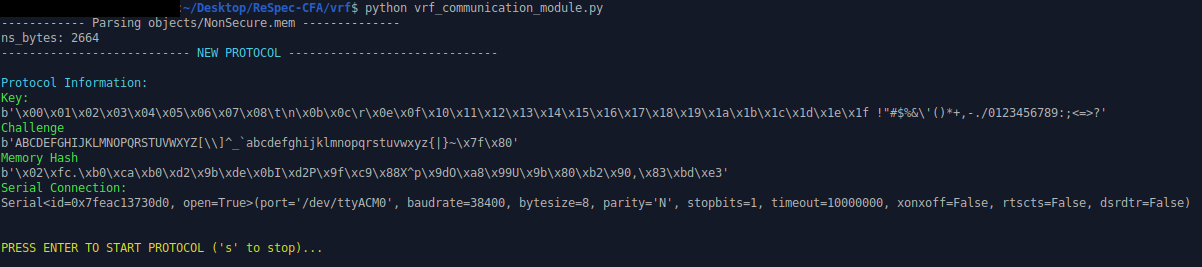 :~/Desktop/ReSpec-CFA/vrf$ python vrf_communication_module.py
------------ Parsing objects/NonSecure.mem --------------
ns_bytes: 2664
--------------------------- NEW PROTOCOL ------------------------------
Protocol Information:
Key:
b'\x00\x01\x02\x03\x04\x05\x06\x07\x08\t\n\x0b\x0c\r\x0e\x0f\x10\x11\x12\x13\x14\x15\x16\x17\x18\x19\x1a\x1b\x1c\x1d\x1e\x1f !"#$%&\'()*+,-./0123456789:;<=>?'
Challenge
b'ABCDEFGHIJKLMNOPQRSTUVWXYZ[\\]^_`abcdefghijklmnopqrstuvwxyz{|}~\x7f\x80'
Memory Hash
b'\x02\xfc.\xb0\xca\xb0\xd2\x9b\xde\x0bI\xd2P\x9f\xc9\x88X^p\x9dO\xa8\x99U\x9b\x80\xb2\x90,\x83\xbd\xe3'
Serial Connection:
Serial<id=0x7feac13730d0, open=True>(port='/dev/ttyACM0', baudrate=38400, bytesize=8, parity='N', stopbits=1, timeout=10000000, xonxoff=False, rtscts=False, dsrdtr=False)
PRESS ENTER TO START PROTOCOL ('s' to stop)...